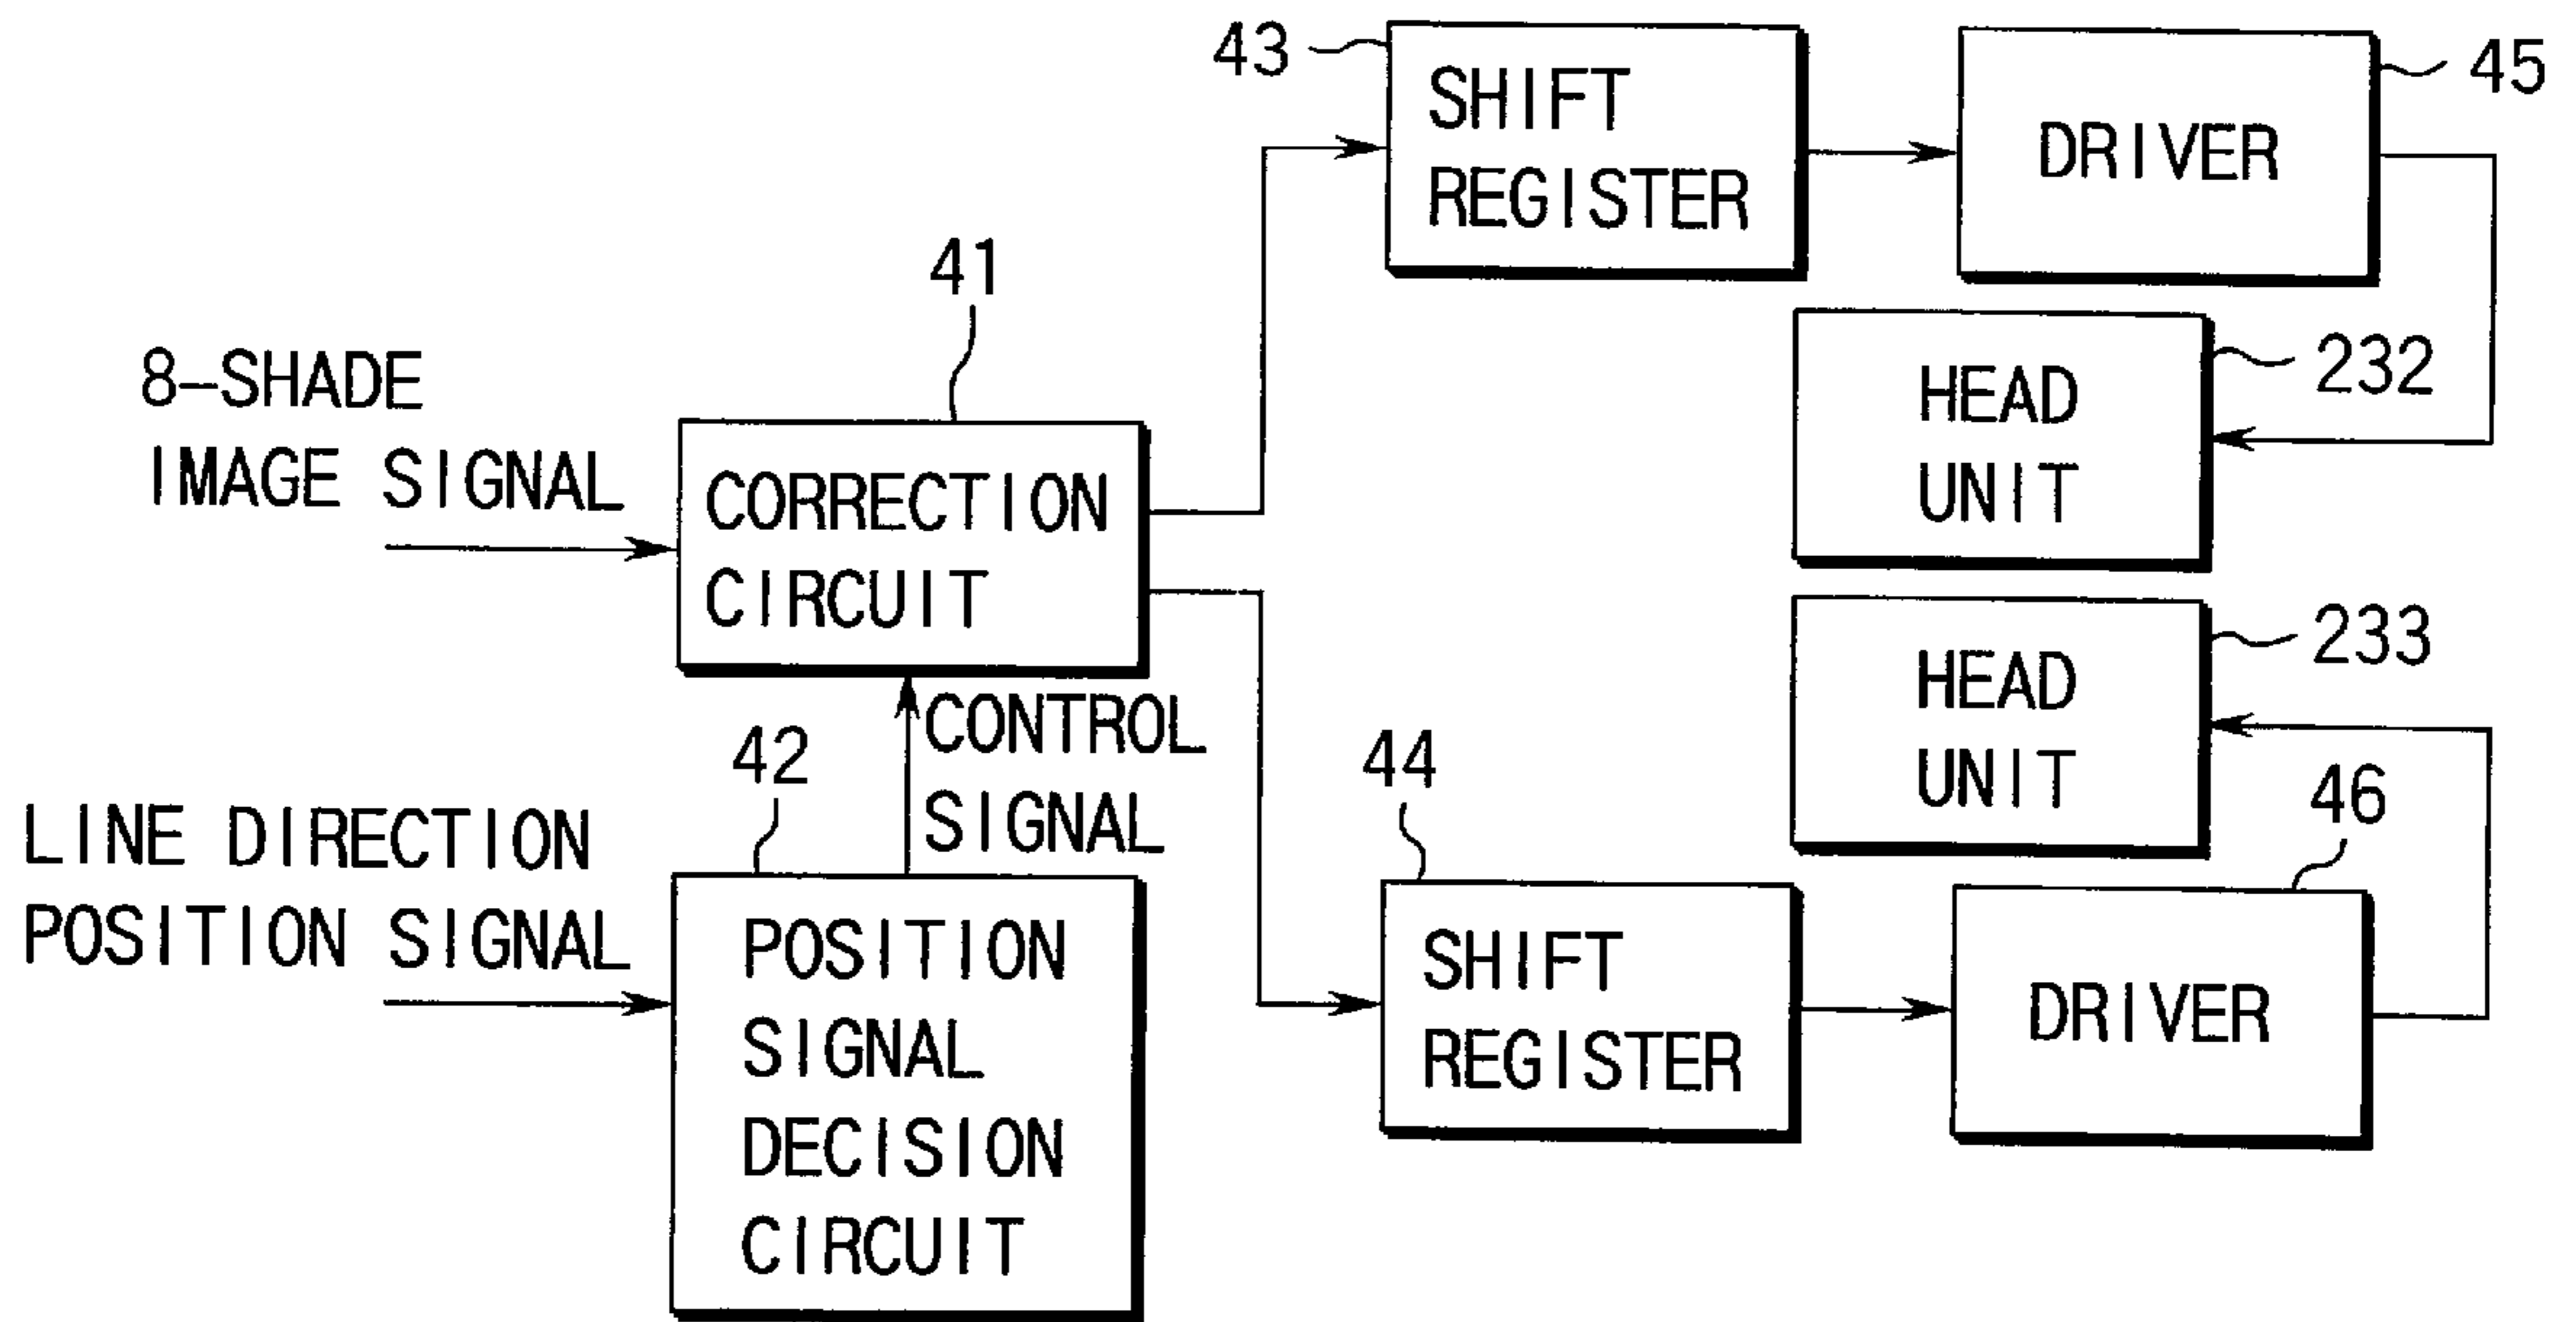 43
SHIFT
REGISTER
45
DRIVER
41
8-SHADE
IMAGE SIGNAL
CORRECTION
CIRCUIT
232
HEAD
UNIT
233
HEAD
UNIT
CONTROL
SIGNAL
42
LINE DIRECTION
POSITION SIGNAL
POSITION
SIGNAL
DECISION
CIRCUIT
44
SHIFT
REGISTER
46
DRIVER